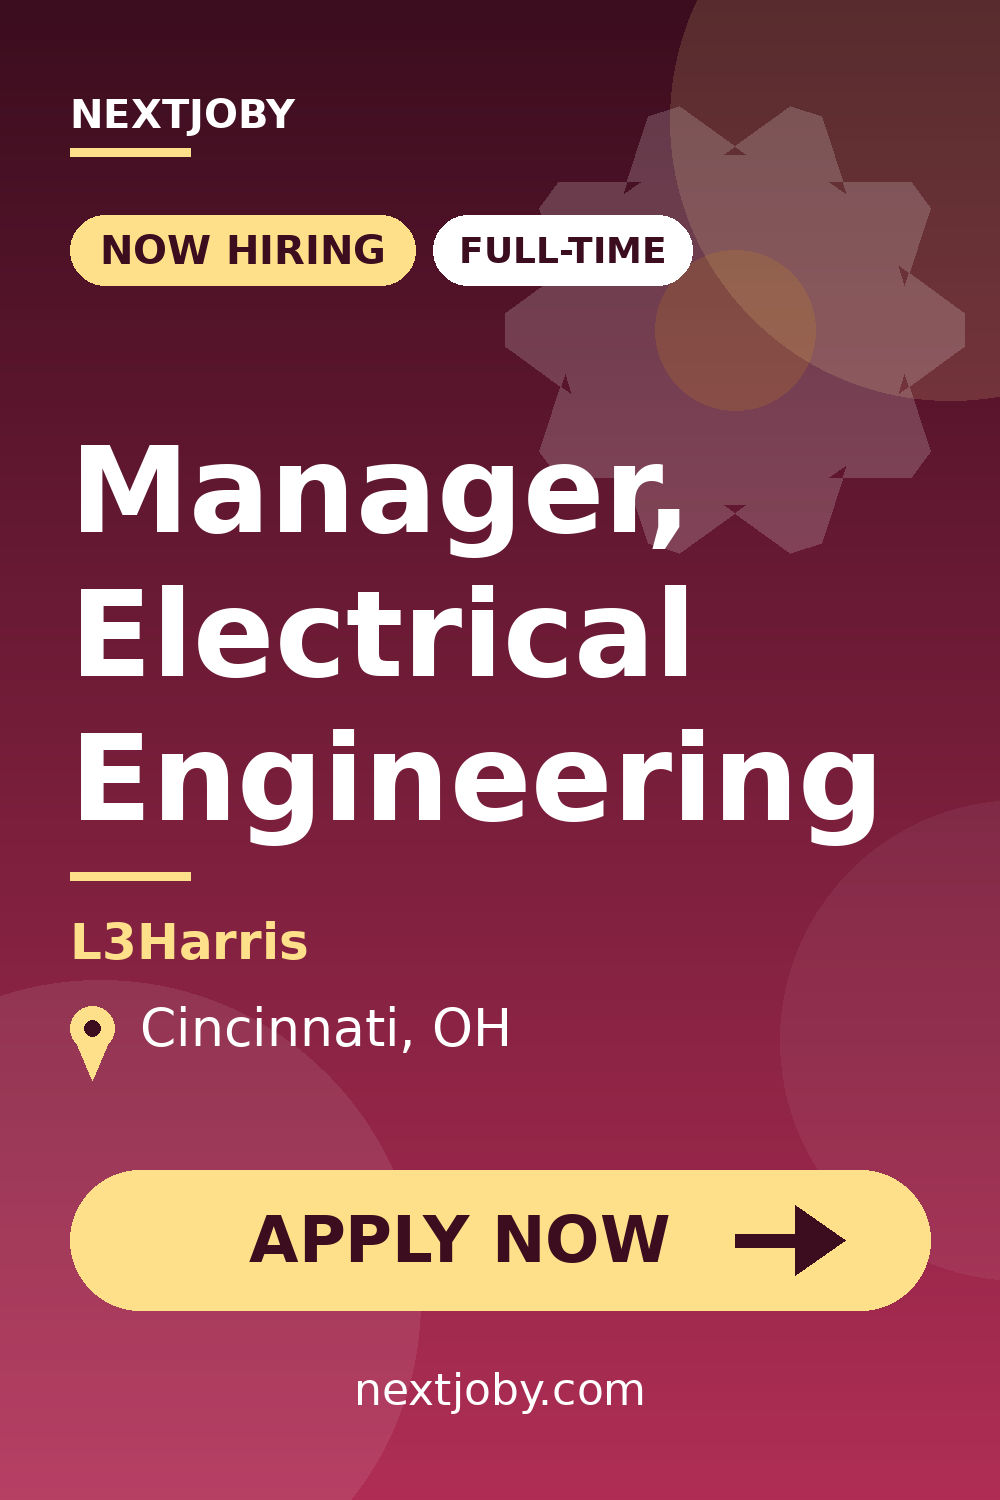 NEXTJOBY
NOW HIRING
FULL-TIME
Manager,
Electrical
Engineering
L3Harris
Cincinnati, OH
APPLY NOW
nextjoby.com